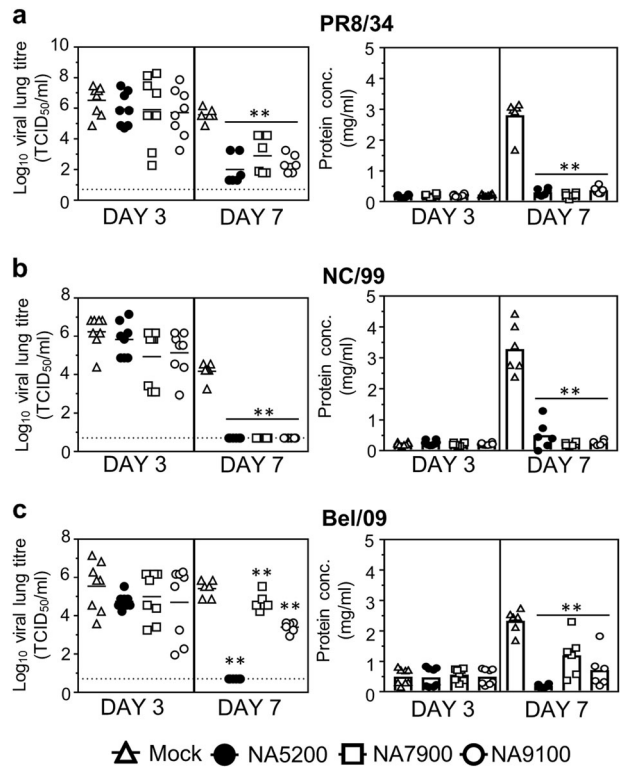 a
PR8/34
Log10 viral lung titre
(TCID50/ml)
10
8
6
4
2
0
**
DAY 3
DAY 7
Protein conc.
(mg/ml)
5
4
3
2
1
0
**
DAY 3
DAY 7
b
NC/99
Log10 viral lung titre
(TCID50/ml)
8
6
4
2
0
**
DAY 3
DAY 7
Protein conc.
(mg/ml)
5
4
3
2
1
0
**
DAY 3
DAY 7
c
Bel/09
Log10 viral lung titre
(TCID50/ml)
8
6
4
2
0
**
**
**
DAY 3
DAY 7
Protein conc.
(mg/ml)
5
4
3
2
1
0
**
DAY 3
DAY 7
Mock NA5200 NA7900 NA9100